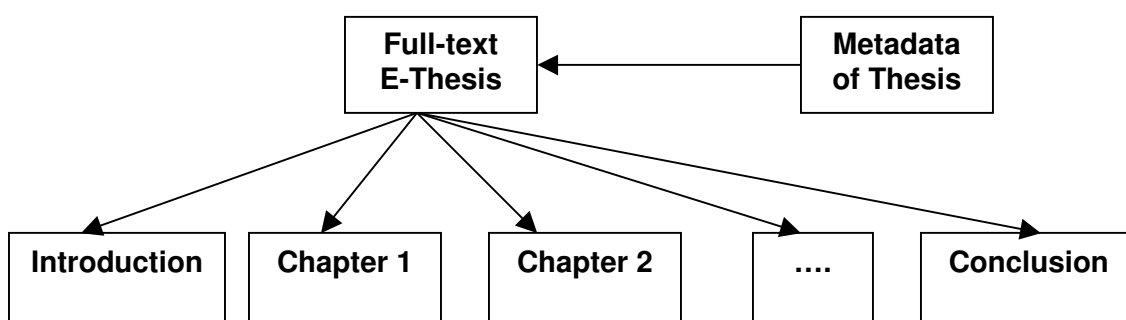 Full-text
E-Thesis
Metadata
of Thesis
Introduction
Chapter 1
Chapter 2
....
Conclusion